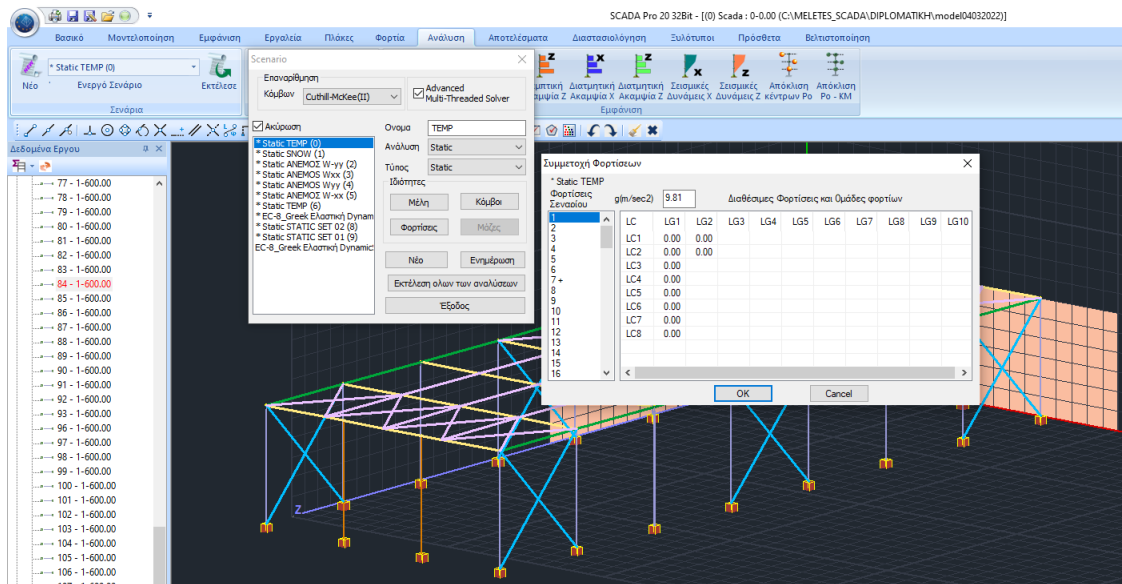 SCADA Pro 20 32Bit - [(0) Scada : 0-0.00 (C:\MELETES_SCADA\DIPLOMATIKH\model04032022)]
Βασικό Μοντελοποίηση Εμφάνιση Εργαλεία Πλάκες Φορτία Ανάλυση Αποτελέσματα Διαστασιολόγηση Ξυλότυποι Πρόσθετα Βελτιστοποίηση
* Static TEMP (0)
Νέο Ενεργό Σενάριο Εκτέλεσε
Σενάρια
Διατμητική Διατμητική Σεισμικές Σεισμικές Απόκλιση Απόκλιση
Ακαμψία X Ακαμψία Z Δυνάμεις X Δυνάμεις Z κέντρων Ρο Ρο - ΚΜ
Εμφάνιση
Δεδομένα Εργου
77 - 1-600.00
78 - 1-600.00
79 - 1-600.00
80 - 1-600.00
81 - 1-600.00
82 - 1-600.00
83 - 1-600.00
84 - 1-600.00
85 - 1-600.00
86 - 1-600.00
87 - 1-600.00
88 - 1-600.00
89 - 1-600.00
90 - 1-600.00
91 - 1-600.00
92 - 1-600.00
93 - 1-600.00
96 - 1-600.00
97 - 1-600.00
98 - 1-600.00
99 - 1-600.00
100 - 1-600.00
101 - 1-600.00
102 - 1-600.00
103 - 1-600.00
104 - 1-600.00
105 - 1-600.00
106 - 1-600.00
Scenario
Επαναρίθμηση
Κόμβων Cuthill-McKee(II)
Advanced
Multi-Threaded Solver
Ακύρωση
* Static TEMP (0)
* Static SNOW (1)
* Static ΑΝΕΜΟΣ W-yy (2)
* Static ΑΝΕΜΟS Wxx (3)
* Static ANEMOS Wyy (4)
* Static ΑΝΕΜΟΣ W-xx (5)
* Static TEMP (6)
* EC-8_Greek Ελαστική Dynam
* Static STATIC SET 02 (8)
* Static STATIC SET 01 (9)
EC-8_Greek Ελαστική Dynamic
Ονομα TEMP
Ανάλυση Static
Τύπος Static
Ιδιότητες
Μέλη Κόμβοι
Φορτίσεις Μάζες
Νέο Ενημέρωση
Εκτέλεση ολων των αναλύσεων
Έξοδος
Συμμετοχή Φορτίσεων
* Static TEMP
Φορτίσεις
Σεναρίου
g(m/sec2) 9.81 Διαθέσιμες Φορτίσεις και Ομάδες φορτίων
1
2
3
4
5
6
7 +
8
9
10
11
12
13
14
15
16
LC LG1 LG2 LG3 LG4 LG5 LG6 LG7 LG8 LG9 LG10
LC1 0.00 0.00
LC2 0.00 0.00
LC3 0.00
LC4 0.00
LC5 0.00
LC6 0.00
LC7 0.00
LC8 0.00
OK Cancel
Z